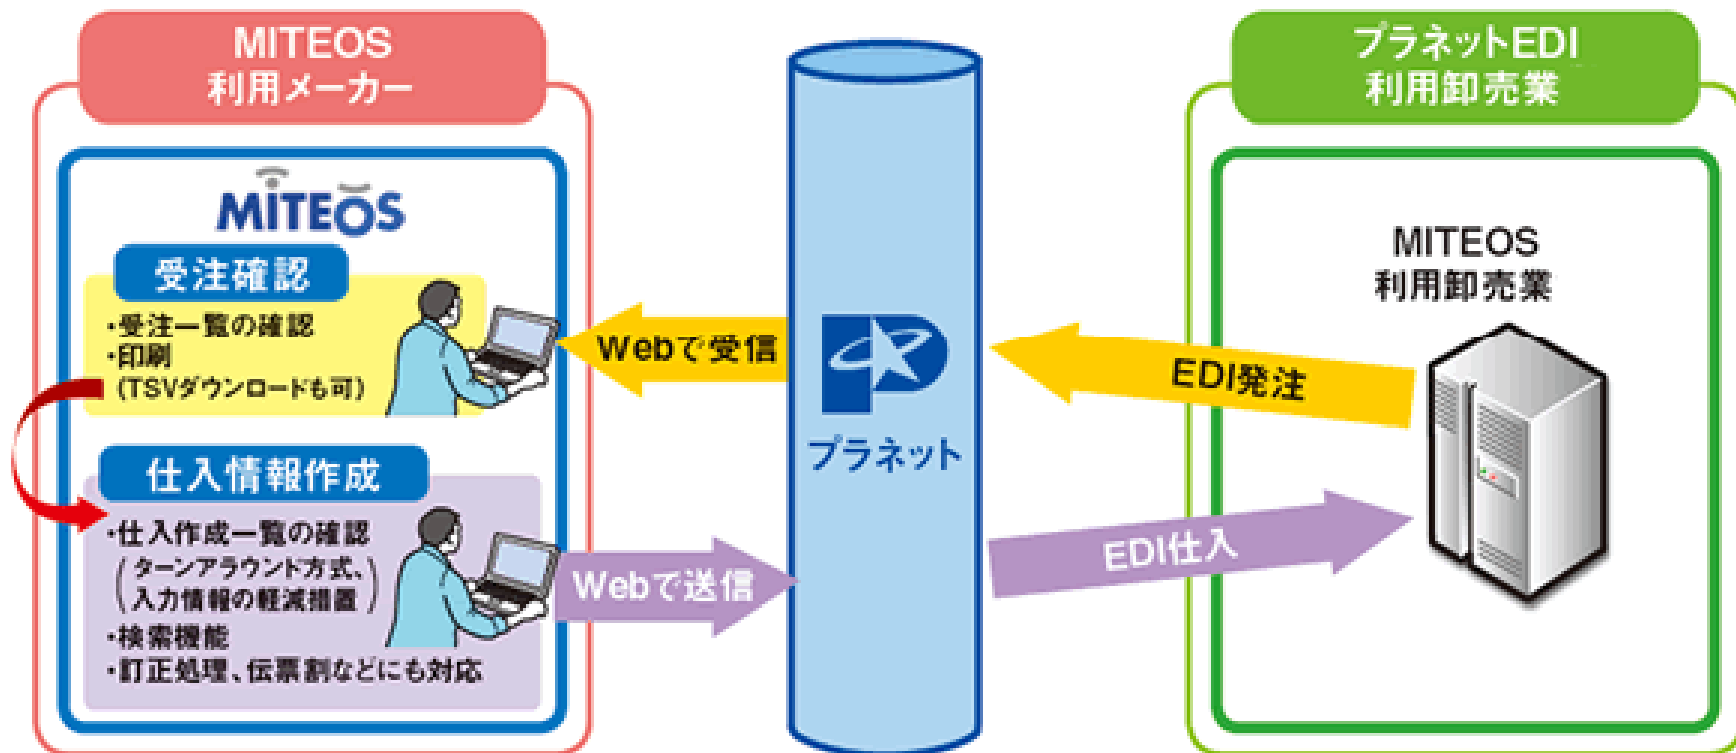 MITEOS
利用メーカー
MITEOS
受注確認
・受注一覧の確認
・印刷
(TSVダウンロードも可)
仕入情報作成
・仕入作成一覧の確認
(ターンアラウンド方式、
入力情報の軽減措置)
・検索機能
・訂正処理、伝票割などにも対応
Webで受信
Webで送信
プラネット
EDI発注
EDI仕入
プラネットEDI
利用卸売業
MITEOS
利用卸売業